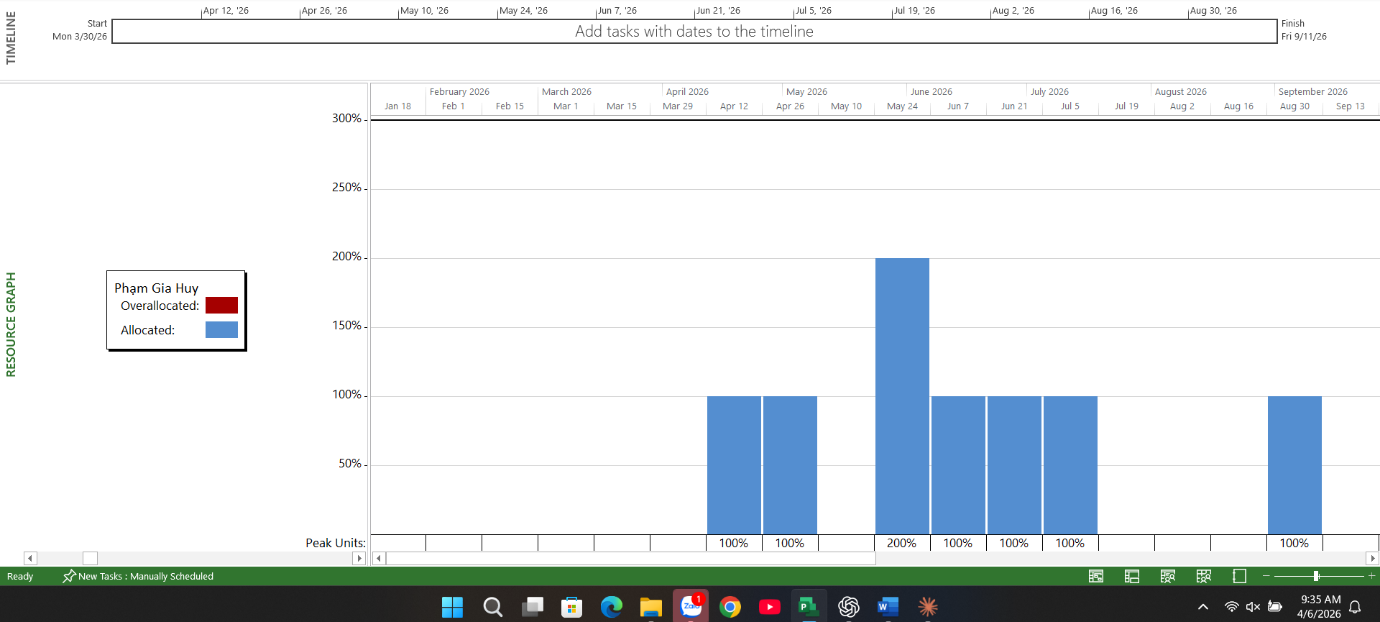 TIMELINE
Apr 12, '26 Apr 26, '26 May 10, '26 May 24, '26 Jun 7, '26 Jun 21, '26 Jul 5, '26 Jul 19, '26 Aug 2, '26 Aug 16, '26 Aug 30, '26
Start
Mon 3/30/26
Add tasks with dates to the timeline
Finish
Fri 9/11/26
February 2026 March 2026 April 2026 May 2026 June 2026 July 2026 August 2026 September 2026
Jan 18 Feb 1 Feb 15 Mar 1 Mar 15 Mar 29 Apr 12 Apr 26 May 10 May 24 Jun 7 Jun 21 Jul 5 Jul 19 Aug 2 Aug 16 Aug 30 Sep 13
RESOURCE GRAPH
Phạm Gia Huy
Overallocated:
Allocated:
300%
250%
200%
150%
100%
50%
Peak Units: 100% 100% 200% 100% 100% 100% 100%
Ready New Tasks : Manually Scheduled
Zalo 1
9:35 AM
4/6/2026